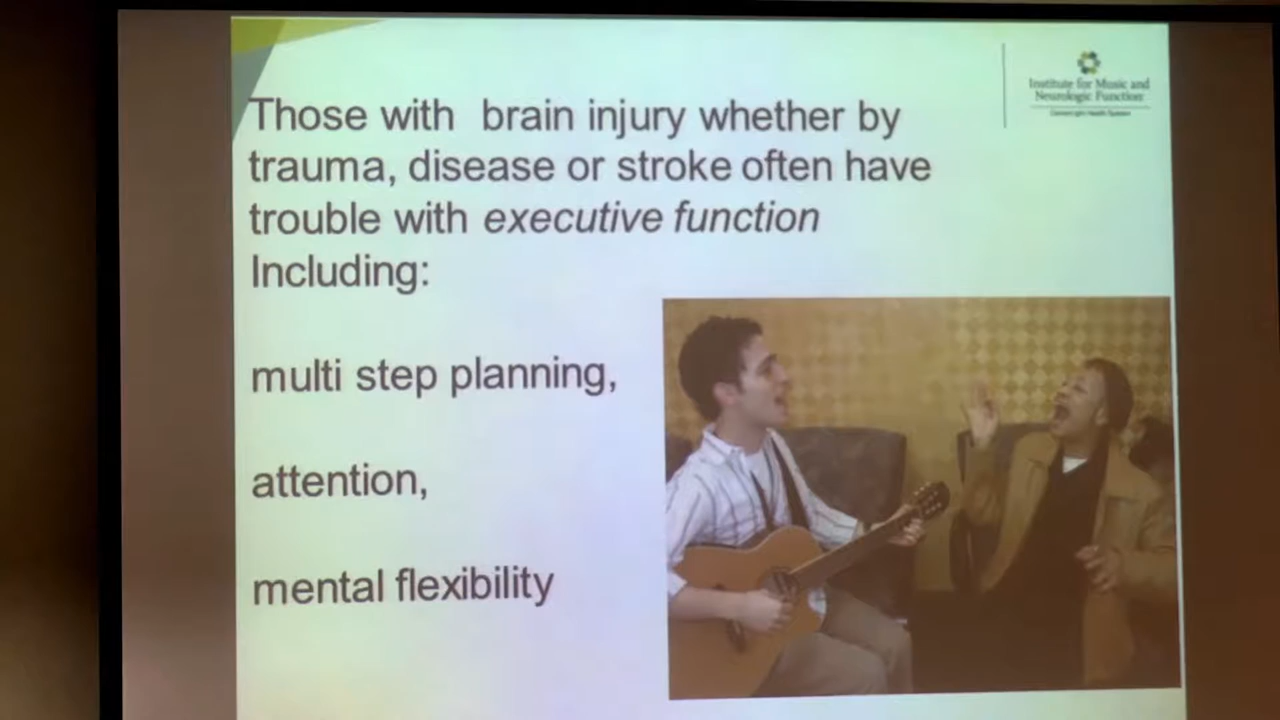 Institute for Music and
Neurologic Function
Those with brain injury whether by
trauma, disease or stroke often have
trouble with executive function
Including:
multi step planning,
attention,
mental flexibility